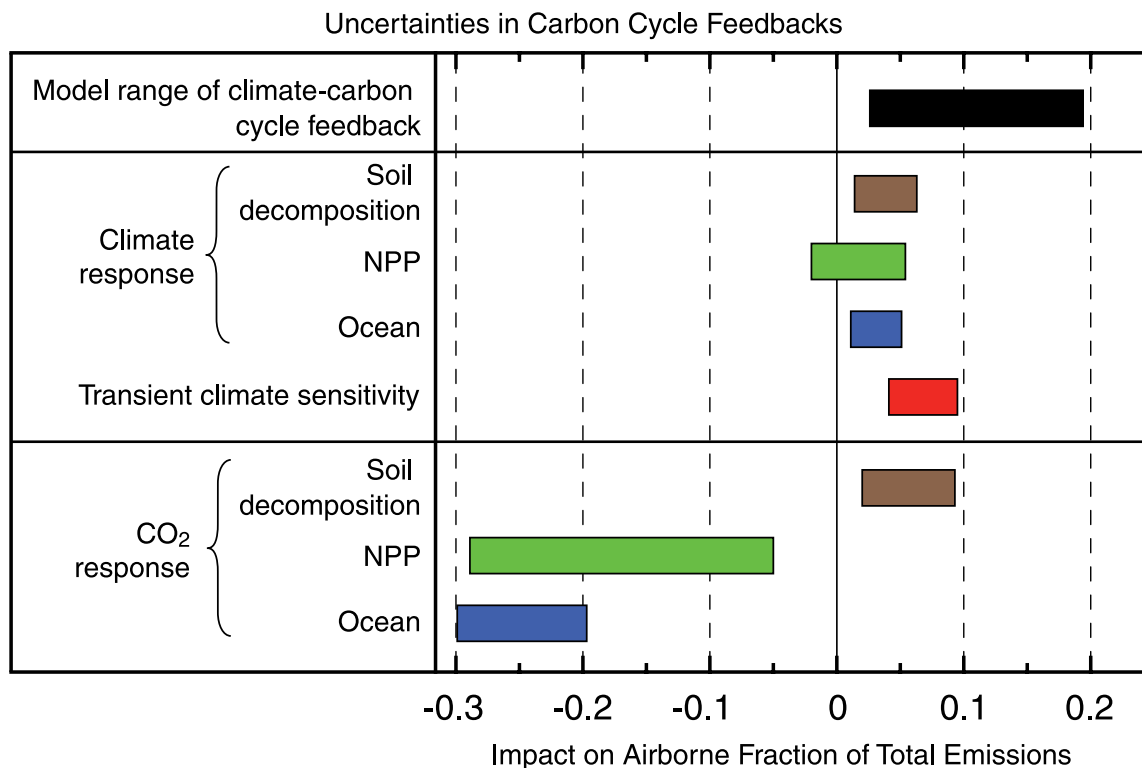 Uncertainties in Carbon Cycle Feedbacks
Model range of climate-carbon
cycle feedback
Climate
response
Soil
decomposition
NPP
Ocean
Transient climate sensitivity
CO₂
response
Soil
decomposition
NPP
Ocean
-0.3 -0.2 -0.1 0 0.1 0.2
Impact on Airborne Fraction of Total Emissions